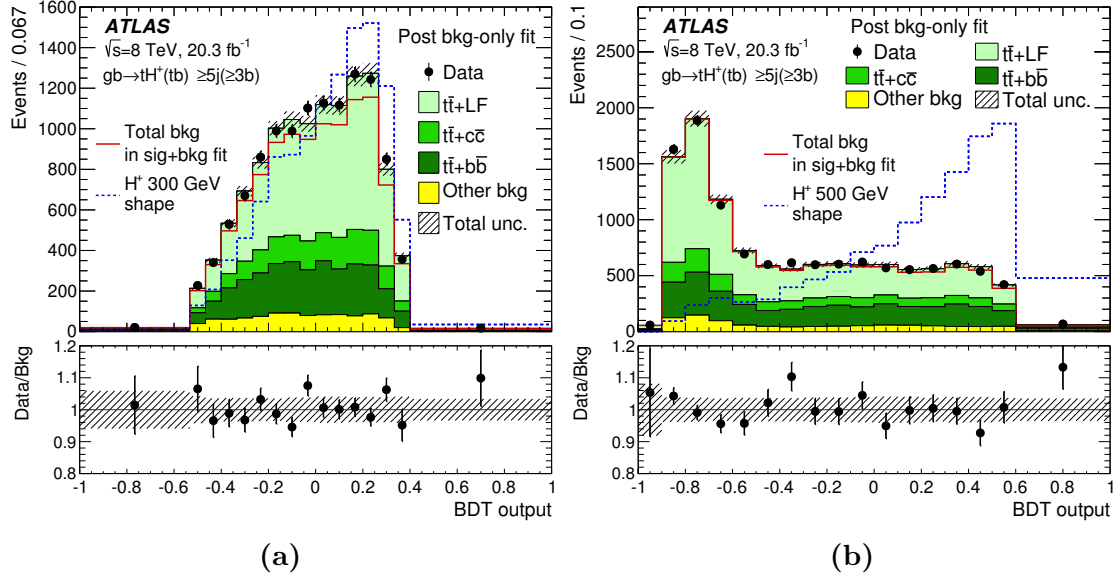 ATLAS
√s=8 TeV, 20.3 fb⁻¹
gb→tH⁺(tb) ≥5j(≥3b)
Post bkg-only fit
Data
tt̄+LF
tt̄+cc̄
tt̄+bb̄
Other bkg
Total unc.
Total bkg
in sig+bkg fit
H⁺ 300 GeV
shape
Events / 0.067
1600
1400
1200
1000
800
600
400
200
0
Data/Bkg
1.2
1.1
1
0.9
0.8
-1 -0.8 -0.6 -0.4 -0.2 0 0.2 0.4 0.6 0.8 1
BDT output
(a)
ATLAS
√s=8 TeV, 20.3 fb⁻¹
gb→tH⁺(tb) ≥5j(≥3b)
Post bkg-only fit
Data
tt̄+LF
tt̄+cc̄
tt̄+bb̄
Other bkg
Total unc.
Total bkg
in sig+bkg fit
H⁺ 500 GeV
shape
Events / 0.1
2500
2000
1500
1000
500
0
Data/Bkg
1.2
1.1
1
0.9
0.8
-1 -0.8 -0.6 -0.4 -0.2 0 0.2 0.4 0.6 0.8 1
BDT output
(b)